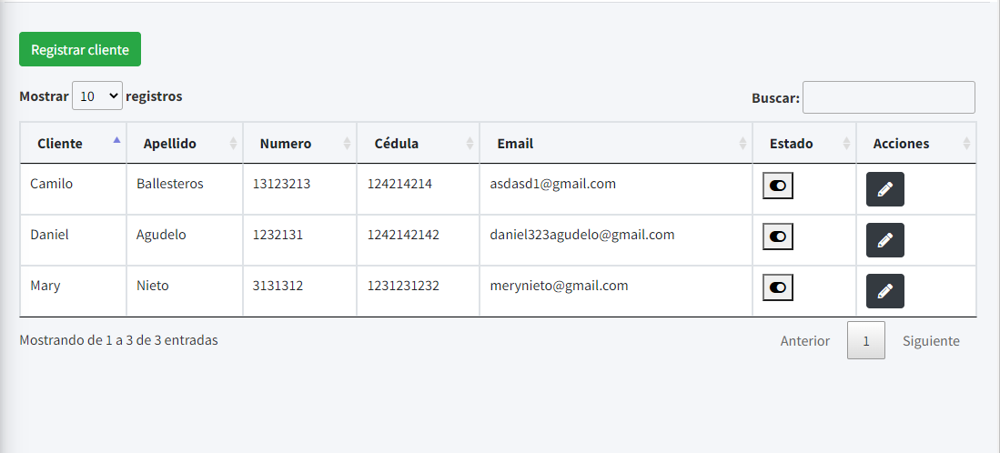 Registrar cliente
Mostrar 10 registros Buscar:
Cliente Apellido Numero Cédula Email Estado Acciones
Camilo Ballesteros 13123213 124214214 asdasd1@gmail.com
Daniel Agudelo 1232131 1242142142 daniel323agudelo@gmail.com
Mary Nieto 3131312 1231231232 merynieto@gmail.com
Mostrando de 1 a 3 de 3 entradas Anterior 1 Siguiente